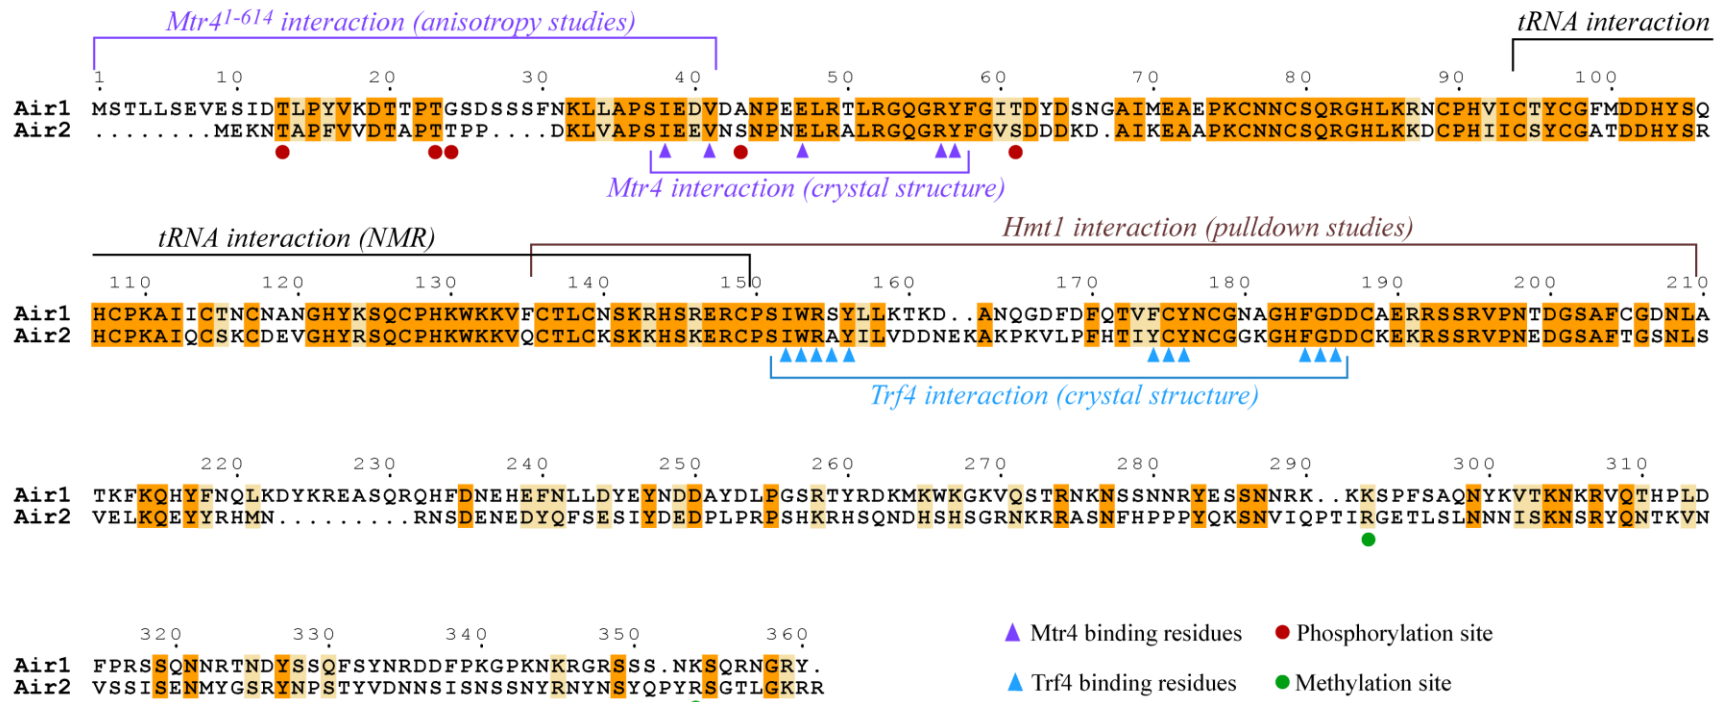 Mtr4¹⁻⁶¹⁴ interaction (anisotropy studies) tRNA interaction
1 10 20 30 40 50 60 70 80 90 100
Air1 MSTLLSEVESIDTLPYVKDTTPTGSDSSSFNKLLAPSIEDVDANPEELRTLRGQGRYFGITDYDSNGAIMEAEPKCNNCSQRGHLKRNCPHVICTYCGFMDDHYSQ
Air2 ........MEKNTAPFVVDTAPTTPP....DKLVAPSIEEVNSNPNELRALRGQGRYFGVSDDDKD.AIKEAAPKCNNCSQRGHLKKDCPHIICSYCGATDDHYSR
Mtr4 interaction (crystal structure)
tRNA interaction (NMR) Hmt1 interaction (pulldown studies)
110 120 130 140 150 160 170 180 190 200 210
Air1 HCPKAIICTNCNANGHYKSQCPHKWKKVFCTLCNSKRHSRERCPSIWRSYLLKTKD..ANQGDFDFQTVFCYNCGNAGHFGDDCAERRSSRVPNTDGSAFCGDNLA
Air2 HCPKAIQCSKCDEVGHYRSQCPHKWKKVQCTLCKSKKHSKERCPSIWRAYILVDDNEKAKPKVLPFHTIYCYNCGGKGHFGDDCKEKRSSRVPNEDGSAFTGSNLS
Trf4 interaction (crystal structure)
220 230 240 250 260 270 280 290 300 310
Air1 TKFKQHYFNQLKDYKREASQRQHFDNEHEFNLLDYEYNDDAYDLPGSRTYRDKMKWKGKVQSTRNKNSSNNRYESSNNRK..KKSPFSAQNYKVTKNKRVQTHPLD
Air2 VELKQEYYRHMN.........RNSDENEDYQFSESIYDEDPLPRPSHKRHSQNDHSHSGRNKRRASNFHPPPYQKSNVIQPTIRGETLSLNNNISKNSRYQNTKVN
320 330 340 350 360
Air1 FPRSSQNNRTNDYSSQFSYNRDDFPKGPKNKRGRSSS.NKSQRNGRY.
Air2 VSSISENMYGSRYNPSTYVDNNSISNSSNYRNYNSYQPYRSGTLGKRR
Mtr4 binding residues Phosphorylation site
Trf4 binding residues Methylation site